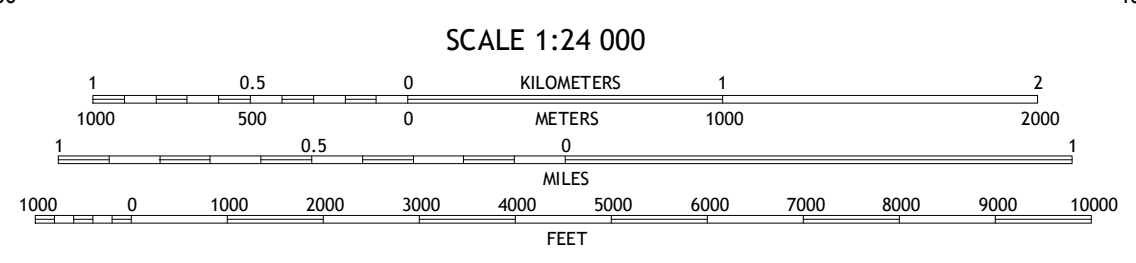 SCALE 1:24 000
1 0.5 0 KILOMETERS 1 2
1000 500 0 METERS 1000 2000
1 0.5 0 1
MILES
1000 0 1000 2000 3000 4000 5000 6000 7000 8000 9000 10000
FEET